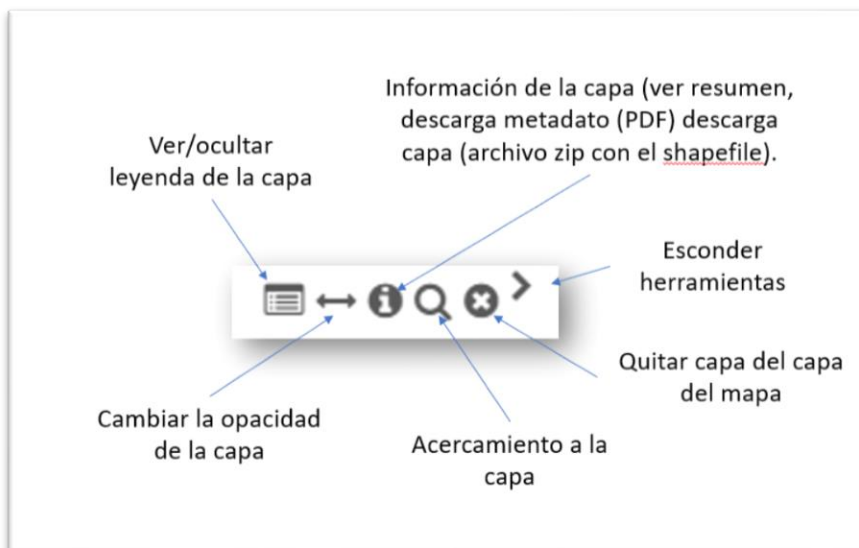 Información de la capa (ver resumen,
descarga metadato (PDF) descarga
capa (archivo zip con el shapefile).
Ver/ocultar
leyenda de la capa
Esconder
herramientas
Quitar capa del capa
del mapa
Cambiar la opacidad
de la capa
Acercamiento a la
capa